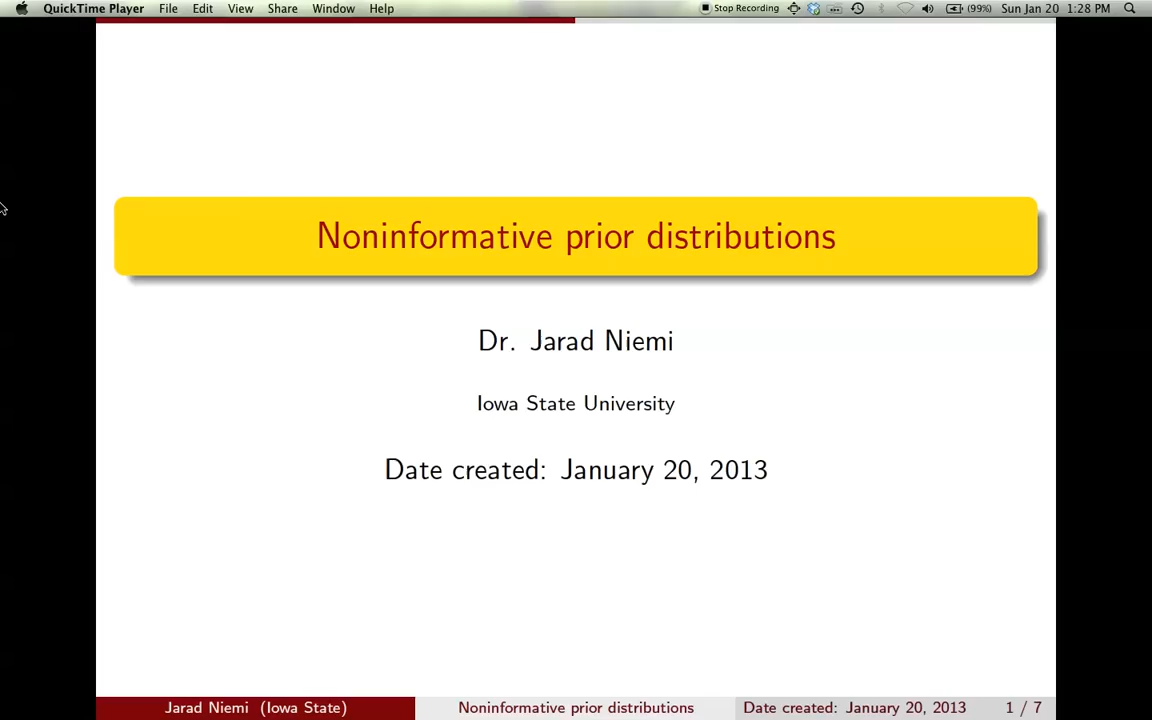 QuickTime Player File Edit View Share Window Help Stop Recording (99%) Sun Jan 20 1:28 PM
Noninformative prior distributions
Dr. Jarad Niemi
Iowa State University
Date created: January 20, 2013
Jarad Niemi (Iowa State) Noninformative prior distributions Date created: January 20, 2013 1 / 7